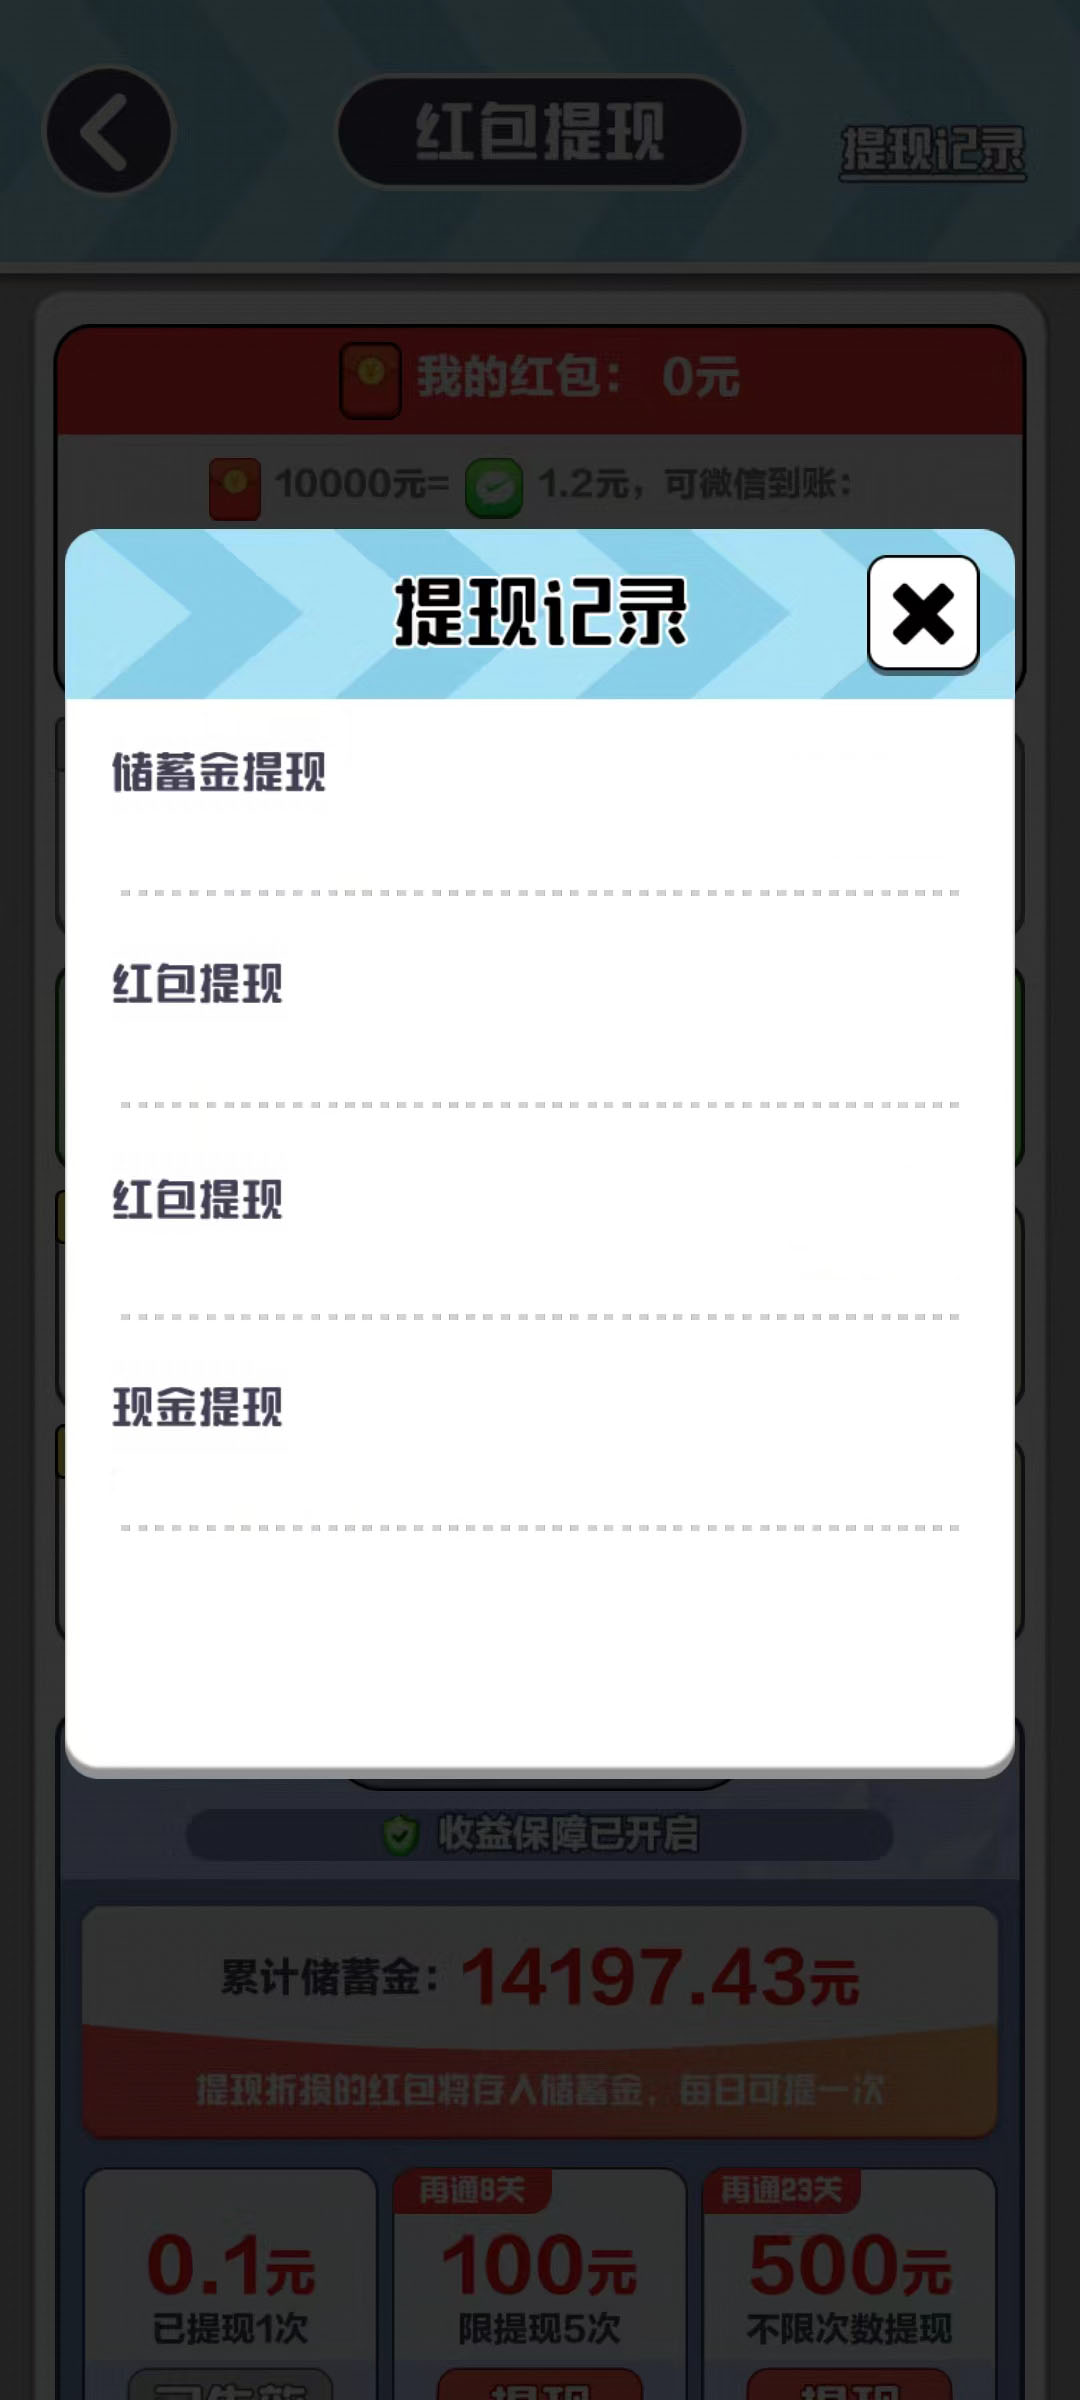 红包提现
提现记录
我的红包： 0元
10000元= 1.2元，可微信到账：
提现记录
储蓄金提现
红包提现
红包提现
现金提现
收益保障已开启
累计储蓄金：14197.43元
提现折损的红包将存入储蓄金，每日可提一次
再通8关
再通23关
0.1元
100元
500元
已提现1次
限提现5次
不限次数提现
提现
提现